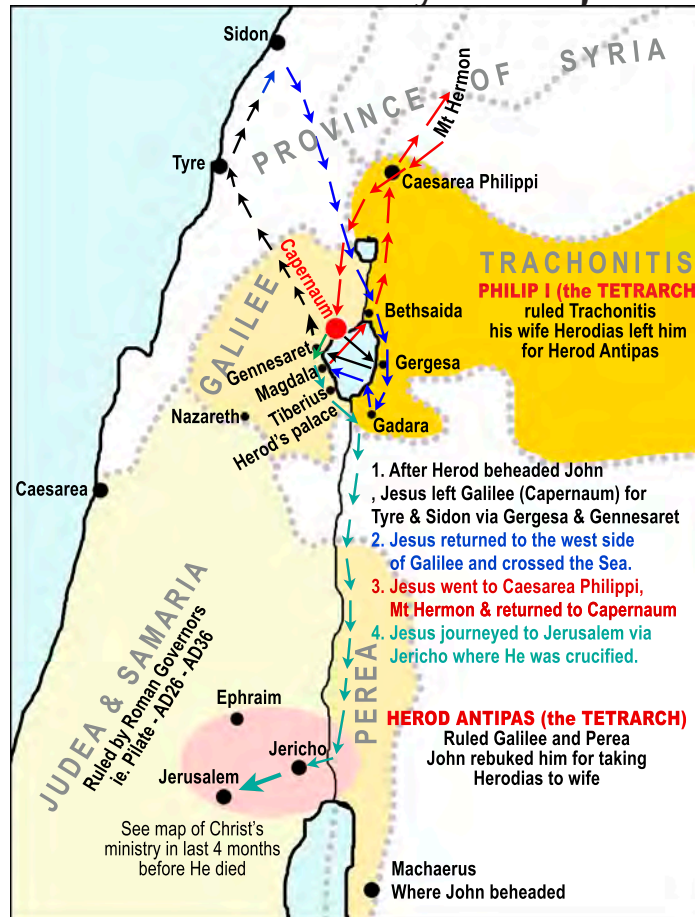 Sidon
PROVINCE OF SYRIA
Mt Hermon
Tyre
Caesarea Philippi
Capernaum
GALILEE
TRACHONITIS
PHILIP I (the TETRARCH
ruled Trachonitis
his wife Herodias left him
for Herod Antipas
Bethsaida
Gennesaret
Magdala
Gergesa
Tiberius
Herod's palace
Nazareth
Gadara
Caesarea
1. After Herod beheaded John
, Jesus left Galilee (Capernaum) for
Tyre & Sidon via Gergesa & Gennesaret
2. Jesus returned to the west side
of Galilee and crossed the Sea.
3. Jesus went to Caesarea Philippi,
Mt Hermon & returned to Capernaum
4. Jesus journeyed to Jerusalem via
Jericho where He was crucified.
JUDEA & SAMARIA
Ruled by Roman Governors
ie. Pilate - AD26 - AD36
PEREA
Ephraim
Jericho
Jerusalem
HEROD ANTIPAS (the TETRARCH)
Ruled Galilee and Perea
John rebuked him for taking
Herodias to wife
See map of Christ's
ministry in last 4 months
before He died
Machaerus
Where John beheaded